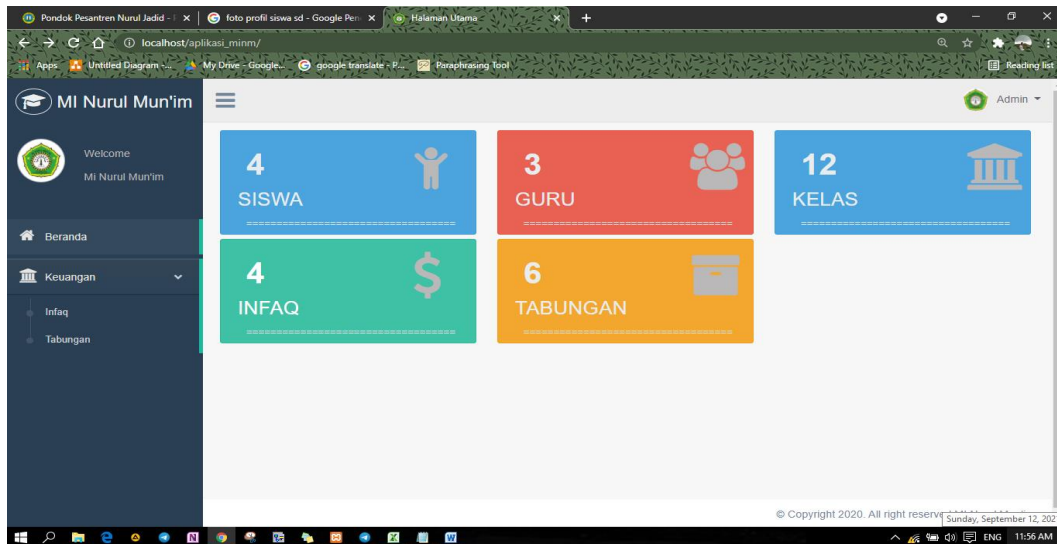 Pondok Pesantren Nurul Jadid -
foto profil siswa sd - Google Pen
Halaman Utama
localhost/aplikasi_minm/
Apps
Untitled Diagram -...
My Drive - Google...
google translate - P...
Paraphrasing Tool
Reading list
MI Nurul Mun'im
Admin
Welcome
Mi Nurul Mun'im
Beranda
Keuangan
Infaq
Tabungan
4
SISWA
==================================
3
GURU
==================================
12
KELAS
==================================
4
INFAQ
==================================
6
TABUNGAN
==================================
© Copyright 2020. All right reserve
Sunday, September 12, 202
ENG
11:56 AM